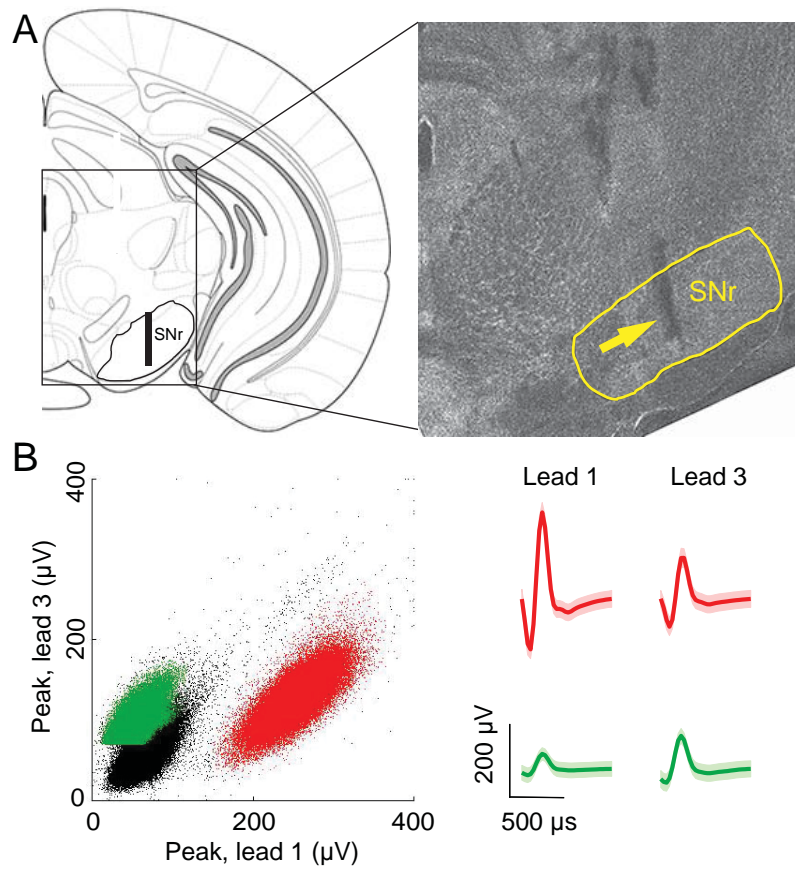 A
SNr
SNr
B
Lead 1
Lead 3
400
200
0
Peak, lead 3 (µV)
0
200
400
Peak, lead 1 (µV)
200 µV
500 µs